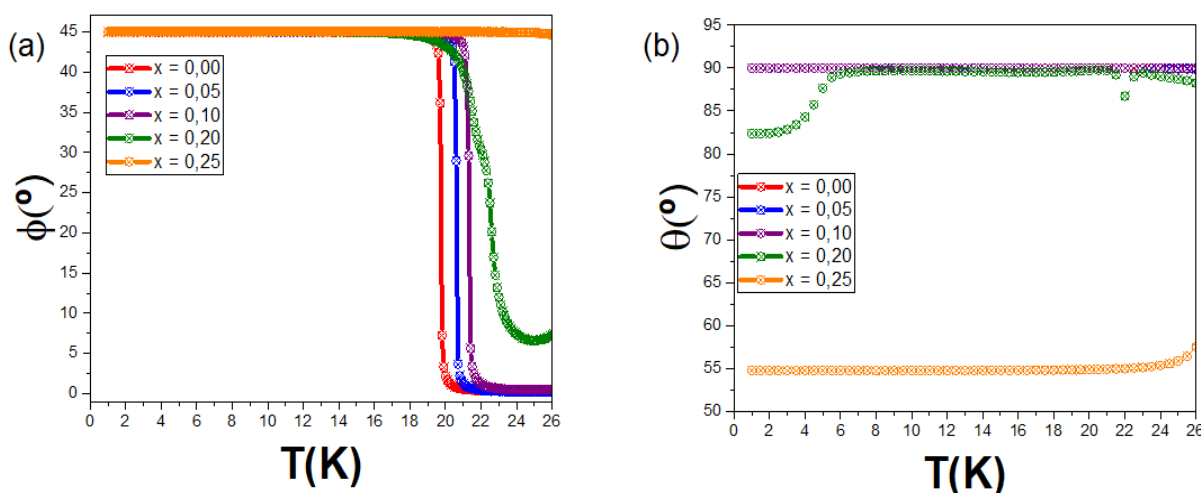 (a)
45
40
35
30
25
20
15
10
5
0
ϕ(º)
x = 0,00
x = 0,05
x = 0,10
x = 0,20
x = 0,25
0 2 4 6 8 10 12 14 16 18 20 22 24 26
T(K)
(b)
95
90
85
80
75
70
65
60
55
50
θ(º)
x = 0,00
x = 0,05
x = 0,10
x = 0,20
x = 0,25
0 2 4 6 8 10 12 14 16 18 20 22 24 26
T(K)